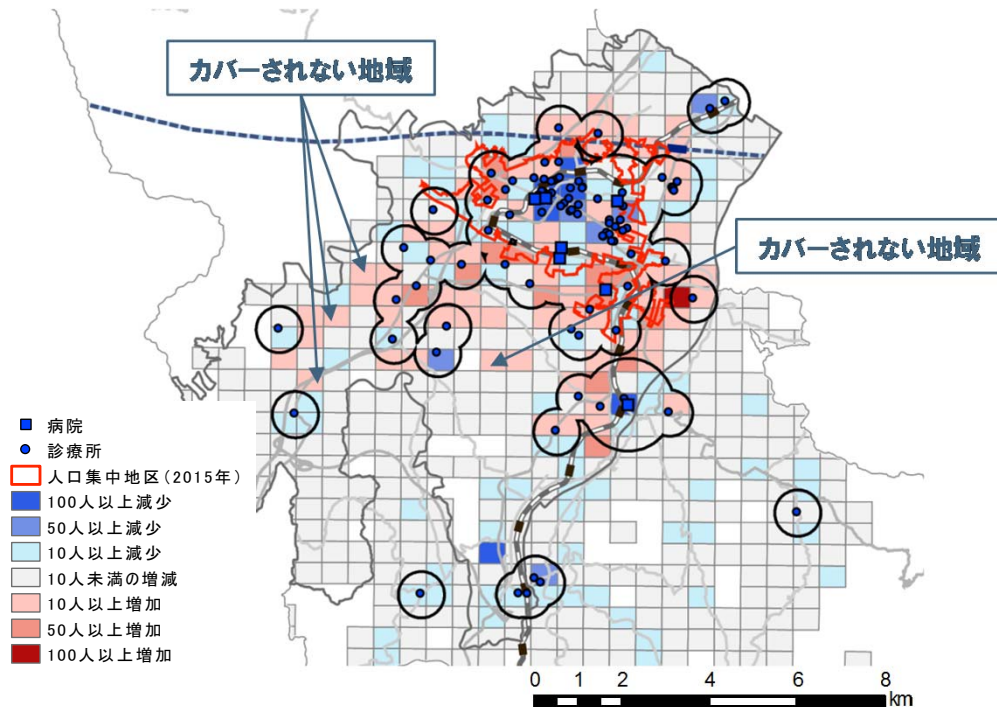 カバーされない地域
カバーされない地域
病院
診療所
人口集中地区(2015年)
100人以上減少
50人以上減少
10人以上減少
10人未満の増減
10人以上増加
50人以上増加
100人以上増加
0 1 2 4 6 8
km